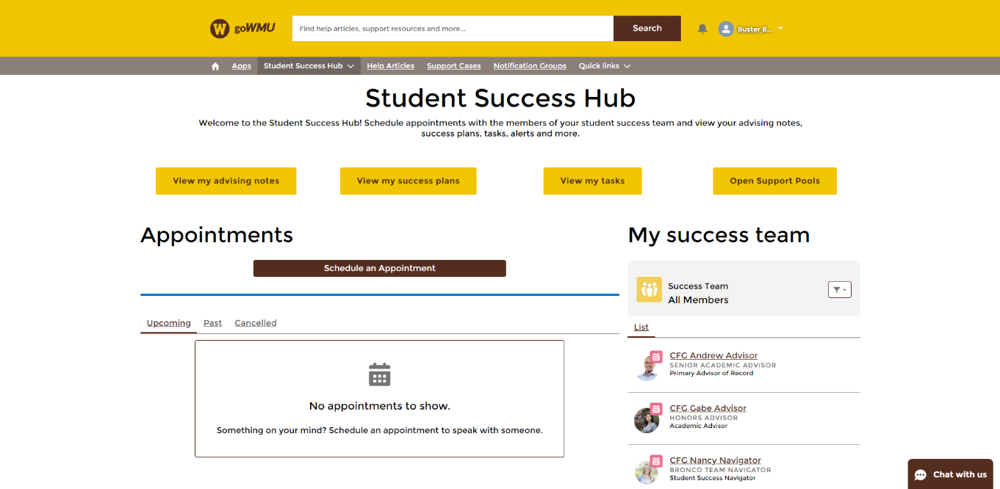 W goWMU
Find help articles, support resources and more...
Search
Buster B...
Apps
Student Success Hub
Help Articles
Support Cases
Notification Groups
Quick links
Student Success Hub
Welcome to the Student Success Hub! Schedule appointments with the members of your student success team and view your advising notes,
success plans, tasks, alerts and more.
View my advising notes
View my success plans
View my tasks
Open Support Pools
Appointments
Schedule an Appointment
Upcoming
Past
Cancelled
No appointments to show.
Something on your mind? Schedule an appointment to speak with someone.
My success team
Success Team
All Members
List
CFG Andrew Advisor
SENIOR ACADEMIC ADVISOR
Primary Advisor of Record
CFG Gabe Advisor
HONORS ADVISOR
Academic Advisor
CFG Nancy Navigator
BRONCO TEAM NAVIGATOR
Student Success Navigator
Chat with us